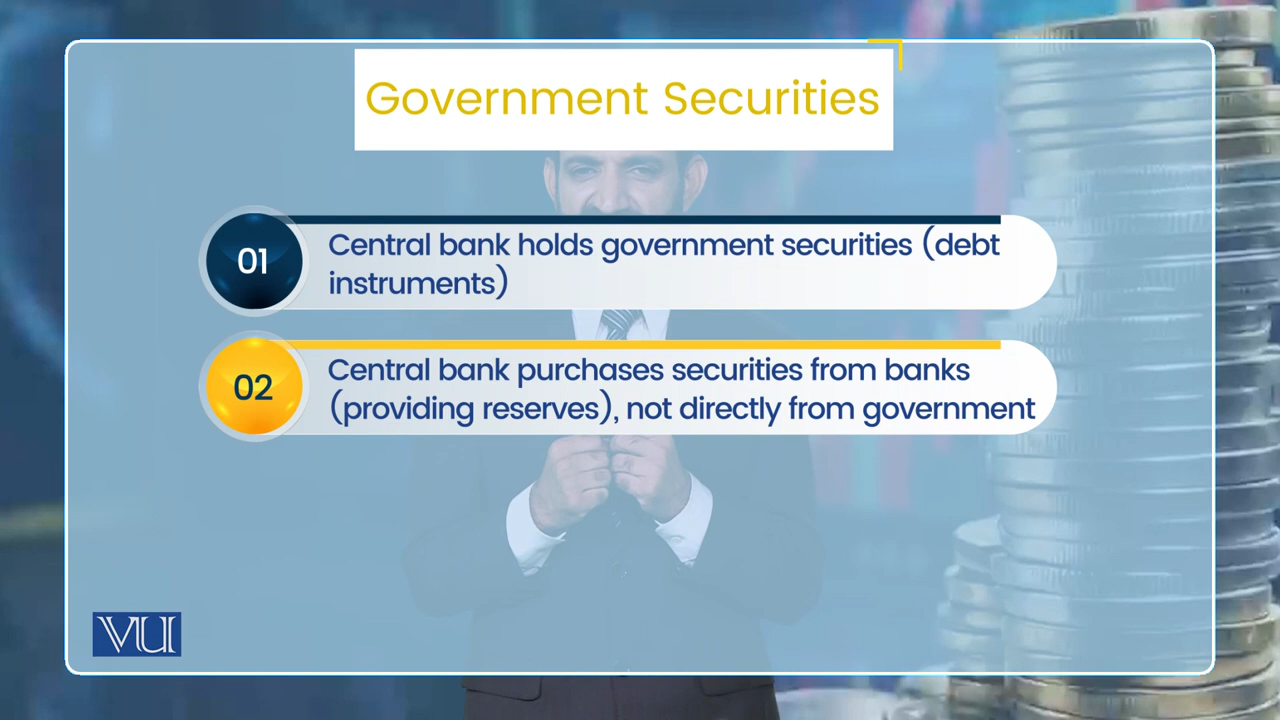 Government Securities
01
Central bank holds government securities (debt
instruments)
02
Central bank purchases securities from banks
(providing reserves), not directly from government
VU